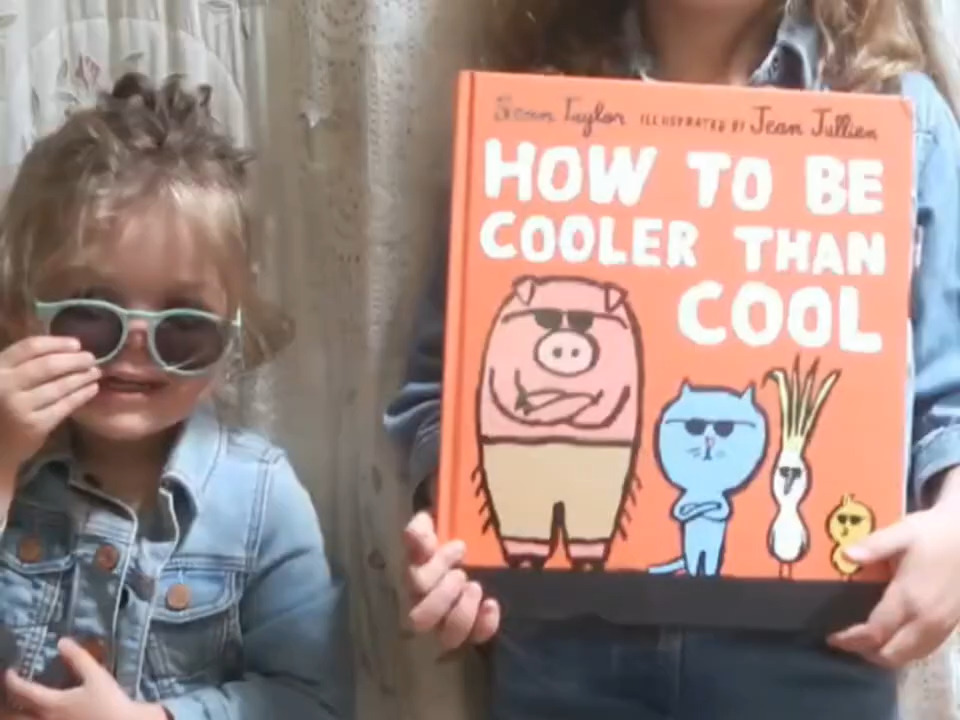 Sean Taylor ILLUSTRATED BY Jean Jullien
HOW TO BE
COOLER THAN
COOL